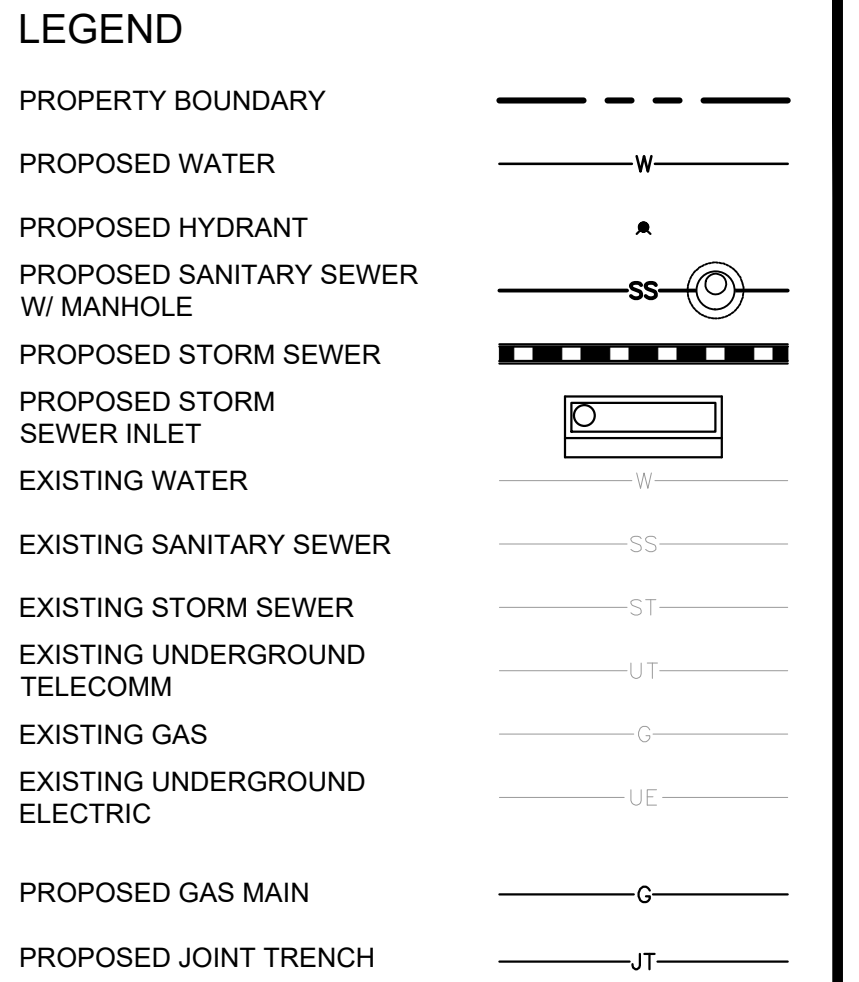 LEGEND
PROPERTY BOUNDARY
PROPOSED WATER W
PROPOSED HYDRANT
PROPOSED SANITARY SEWER
W/ MANHOLE SS
PROPOSED STORM SEWER
PROPOSED STORM
SEWER INLET
EXISTING WATER W
EXISTING SANITARY SEWER SS
EXISTING STORM SEWER ST
EXISTING UNDERGROUND
TELECOMM UT
EXISTING GAS G
EXISTING UNDERGROUND
ELECTRIC UE
PROPOSED GAS MAIN G
PROPOSED JOINT TRENCH JT